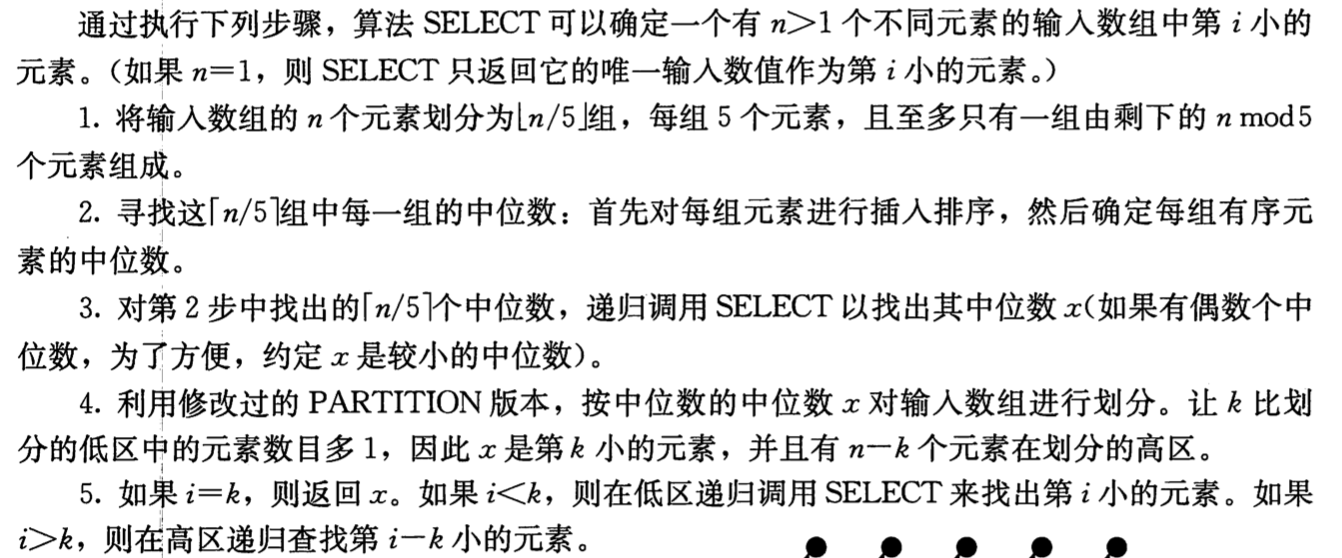 通过执行下列步骤，算法 SELECT 可以确定一个有 n>1 个不同元素的输入数组中第 i 小的
元素。（如果 n=1，则 SELECT 只返回它的唯一输入数值作为第 i 小的元素。）
1. 将输入数组的 n 个元素划分为⌊n/5⌋组，每组 5 个元素，且至多只有一组由剩下的 n mod5
个元素组成。
2. 寻找这⌈n/5⌉组中每一组的中位数：首先对每组元素进行插入排序，然后确定每组有序元
素的中位数。
3. 对第 2 步中找出的⌈n/5⌉个中位数，递归调用 SELECT 以找出其中位数 x(如果有偶数个中
位数，为了方便，约定 x 是较小的中位数)。
4. 利用修改过的 PARTITION 版本，按中位数的中位数 x 对输入数组进行划分。让 k 比划
分的低区中的元素数目多 1，因此 x 是第 k 小的元素，并且有 n−k 个元素在划分的高区。
5. 如果 i=k，则返回 x。如果 i<k，则在低区递归调用 SELECT 来找出第 i 小的元素。如果
i>k，则在高区递归查找第 i−k 小的元素。